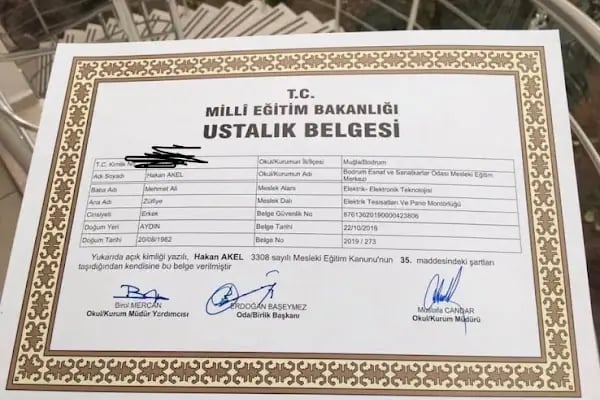 T.C.
MİLLÎ EĞİTİM BAKANLIĞI
USTALIK BELGESİ
T.C. Kimlik Okul/Kurumun İl/İlçesi Muğla/Bodrum
Adı Soyadı Hakan AKEL Okul/Kurumun Adı Bodrum Esnaf ve Sanatkarlar Odası Mesleki Eğitim Merkezi
Baba Adı Mehmet Ali Meslek Alanı Elektrik- Elektronik Teknolojisi
Ana Adı Zülfiye Meslek Dalı Elektrik Tesisatları Ve Pano Montörlüğü
Cinsiyeti Erkek Belge Güvenlik No 87613620190000423806
Doğum Yeri AYDIN Belge Tarihi 22/10/2019
Doğum Tarihi 20/08/1982 Belge No 2019 / 273
Yukarıda açık kimliği yazılı, Hakan AKEL 3308 sayılı Mesleki Eğitim Kanunu'nun 35. maddesindeki şartları
taşıdığından kendisine bu belge verilmiştir
Birol MERCAN ERDOĞAN BAŞEYMEZ Mustafa CANDAR
Okul/Kurum Müdür Yardımcısı Oda/Birlik Başkanı Okul/Kurum Müdürü